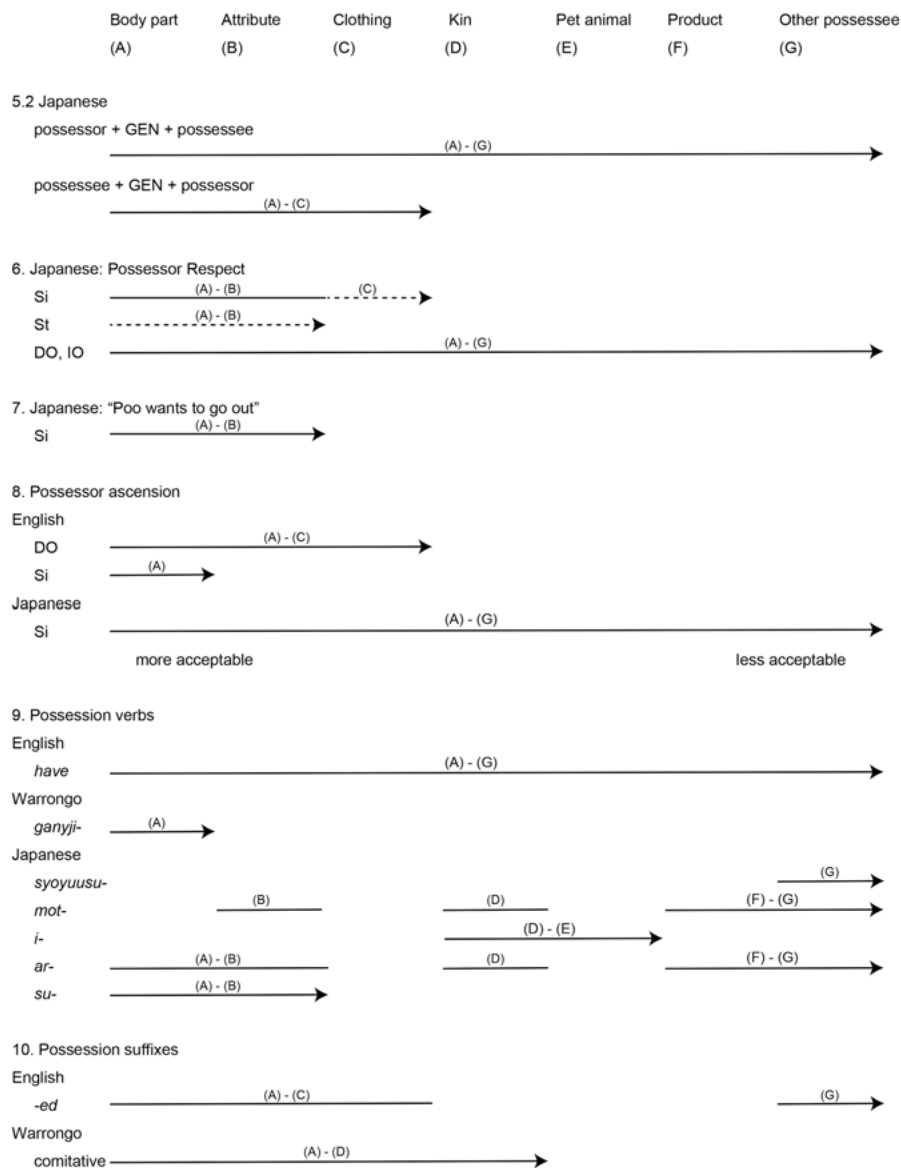 Body part Attribute Clothing Kin Pet animal Product Other possessee
(A) (B) (C) (D) (E) (F) (G)
5.2 Japanese
possessor + GEN + possessee
(A) - (G)
possessee + GEN + possessor
(A) - (C)
6. Japanese: Possessor Respect
Si (A) - (B) (C)
St (A) - (B)
DO, IO (A) - (G)
7. Japanese: "Poo wants to go out"
Si (A) - (B)
8. Possessor ascension
English
DO (A) - (C)
Si (A)
Japanese
Si (A) - (G)
more acceptable less acceptable
9. Possession verbs
English
have (A) - (G)
Warrongo
ganyji- (A)
Japanese
syoyuusu- (G)
mot- (B) (D) (F) - (G)
i- (D) - (E)
ar- (A) - (B) (D) (F) - (G)
su- (A) - (B)
10. Possession suffixes
English
-ed (A) - (C) (G)
Warrongo
comitative (A) - (D)